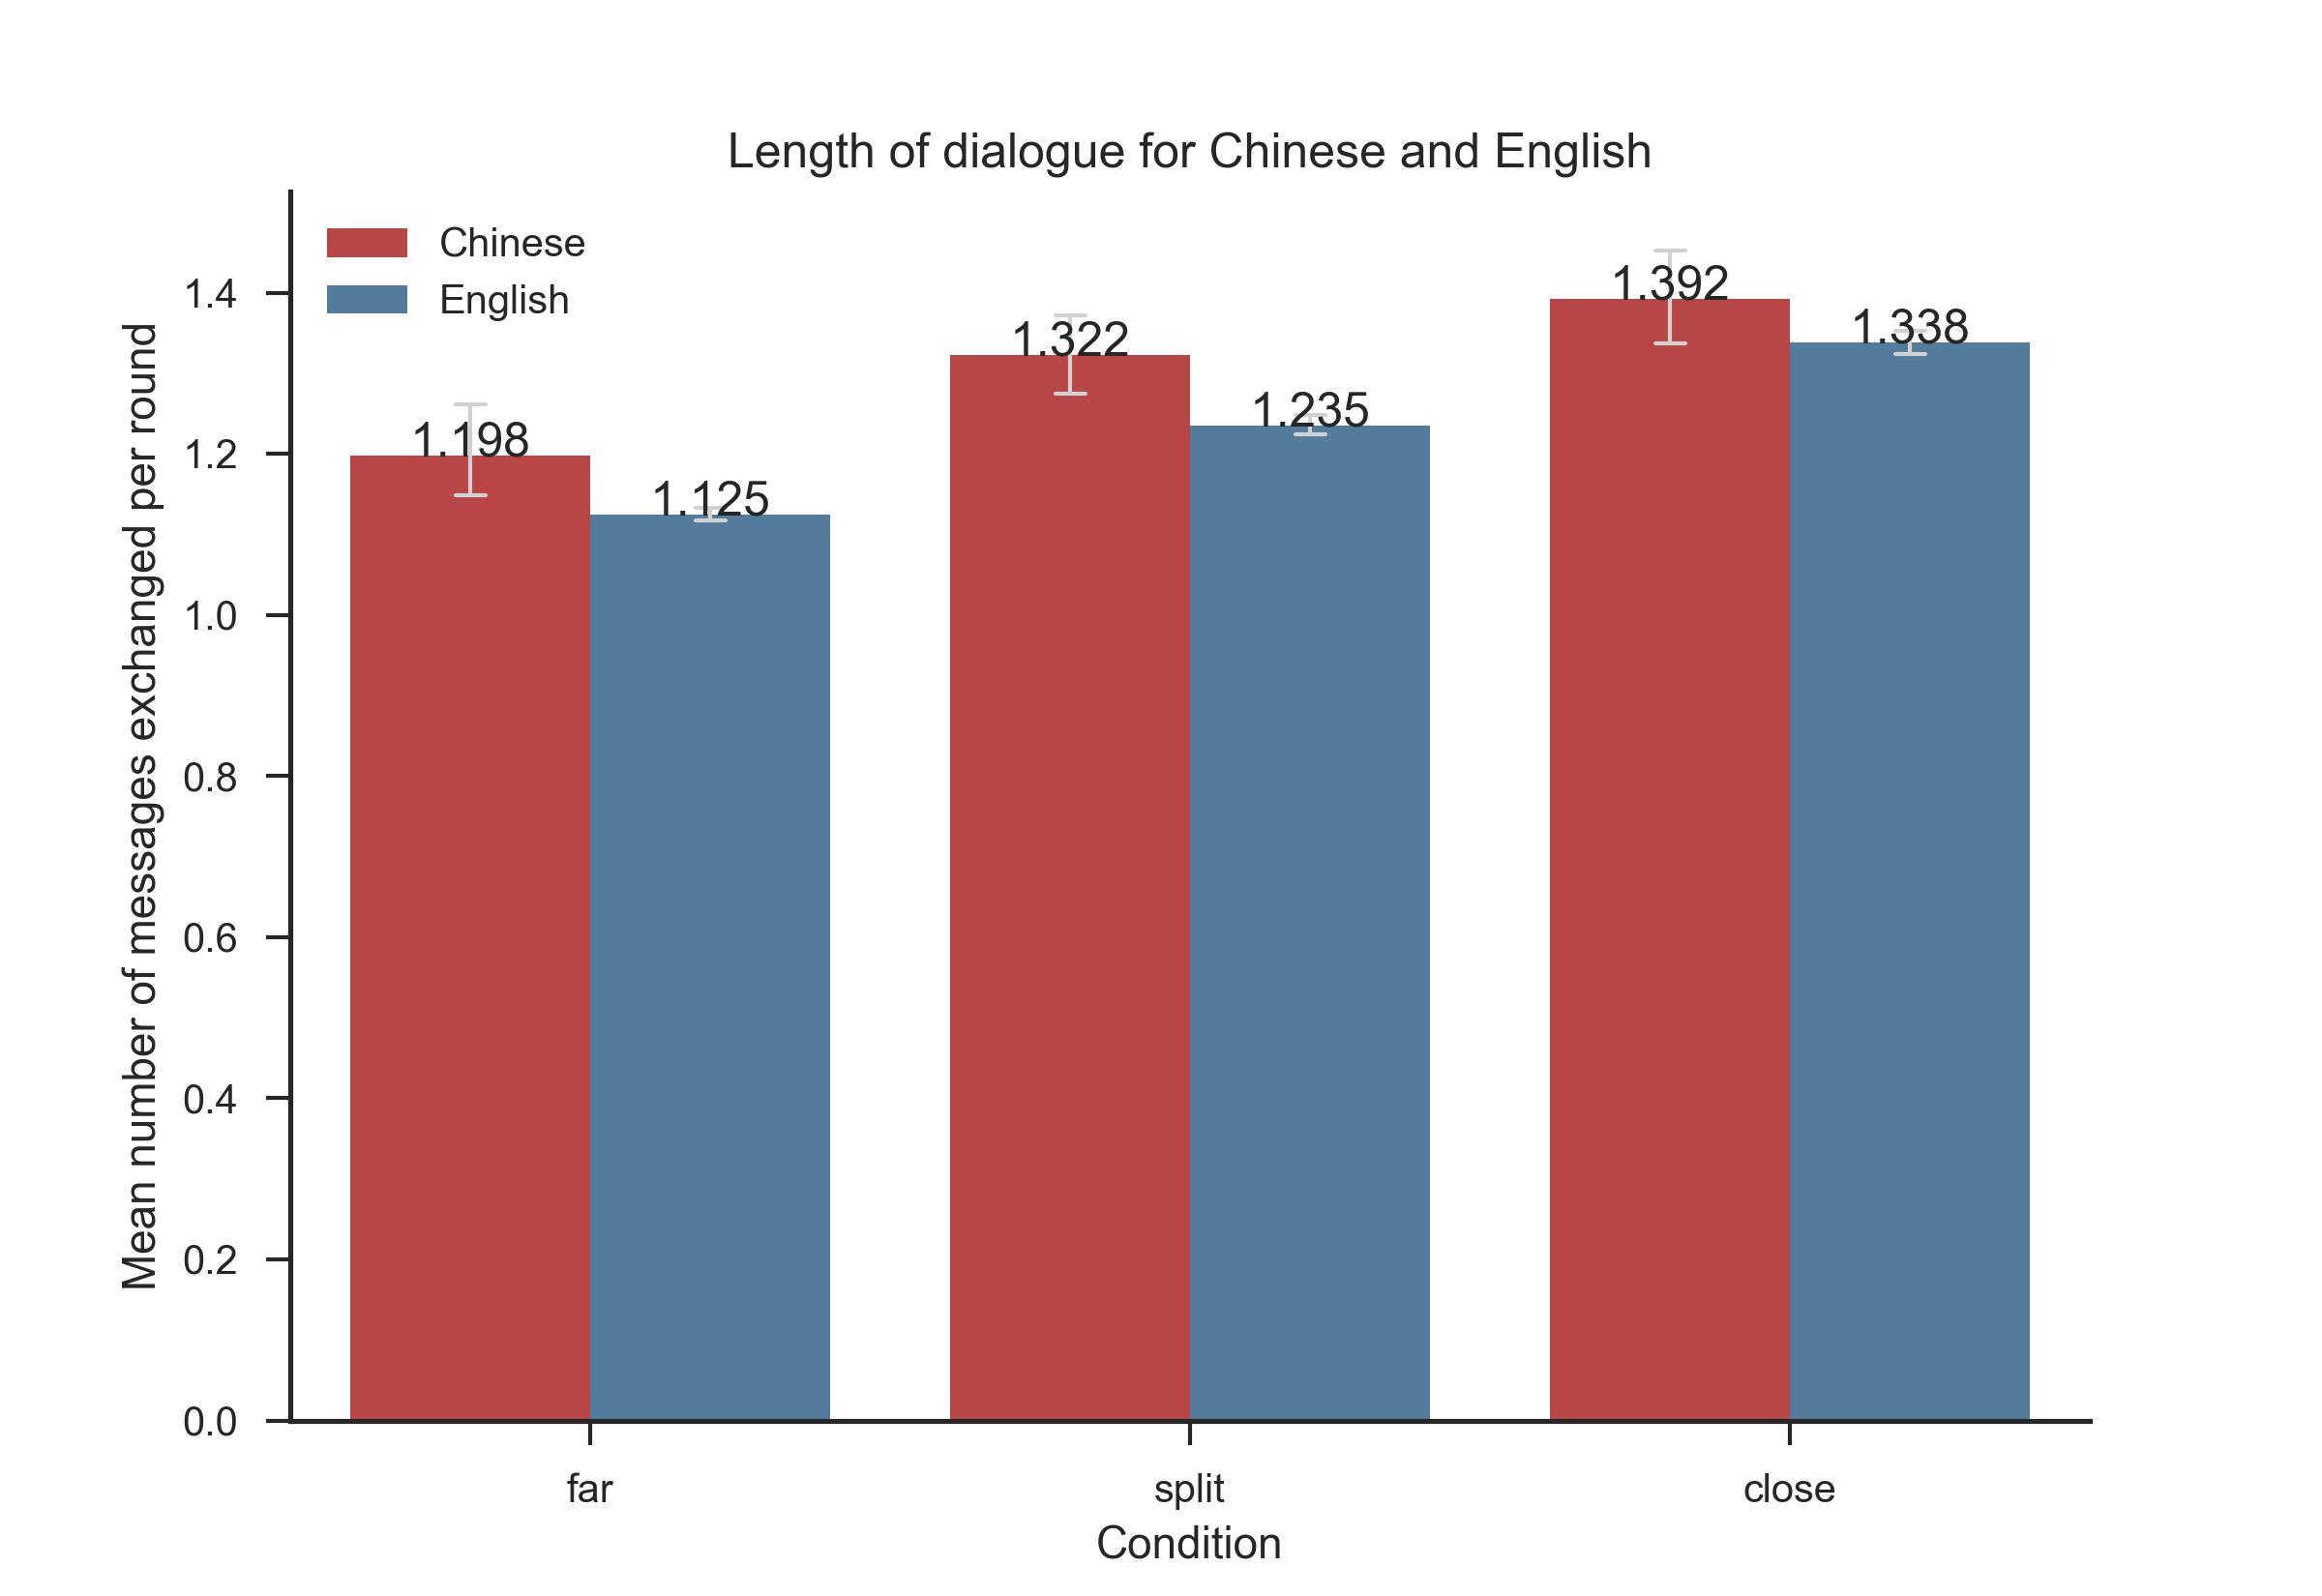 Length of dialogue for Chinese and English
Chinese
English
Mean number of messages exchanged per round
1.4
1.2
1.0
0.8
0.6
0.4
0.2
0.0
1.198
1.125
1.322
1.235
1.392
1.338
far
split
close
Condition